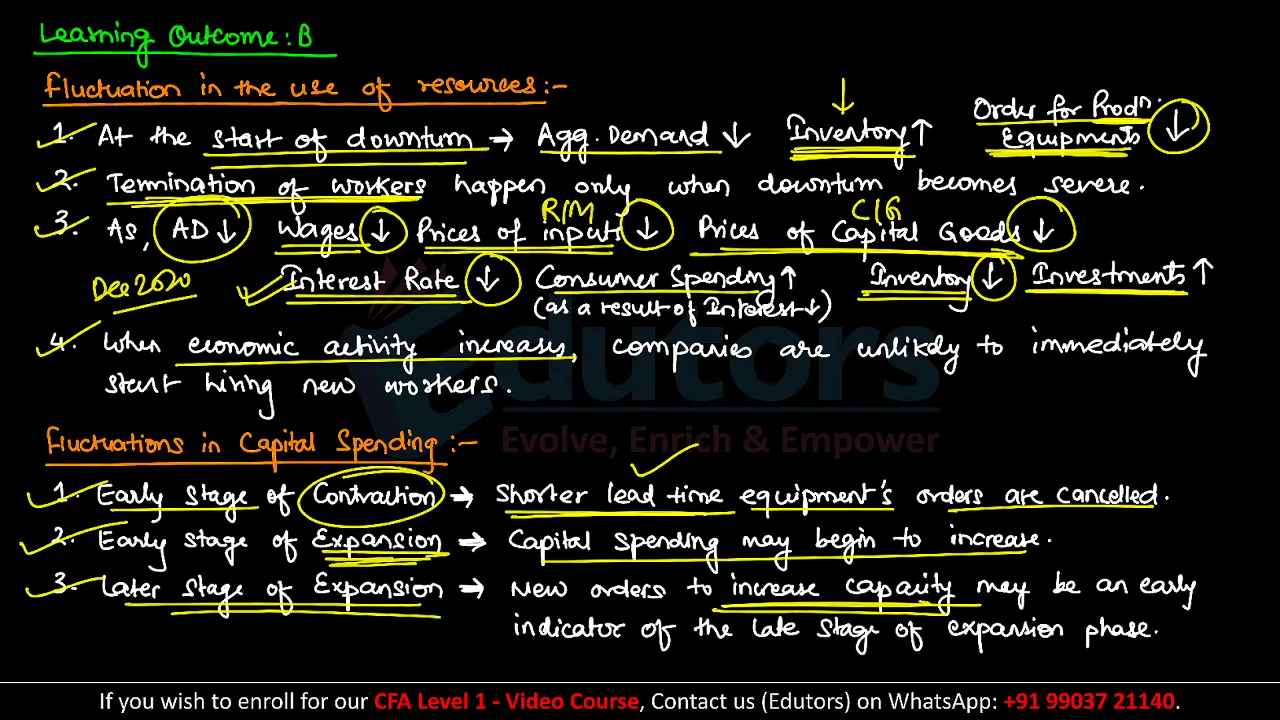 Learning Outcome: B
Fluctuation in the use of resources:-
Order for Prodn.
1. At the start of downturn → Agg. Demand ↓ Inventory ↑ Equipments ↓
2. Termination of workers happen only when downturn becomes severe.
R/M C/G
3. As, AD ↓ Wages ↓ Prices of inputs ↓ Prices of Capital Goods ↓
Dec 2020 Interest Rate ↓ Consumer Spending ↑ Inventory ↓ Investments ↑
(as a result of Interest ↓)
4. When economic activity increases, companies are unlikely to immediately
start hiring new workers.
Edutors
Evolve, Enrich & Empower
Fluctuations in Capital Spending:-
1. Early stage of Contraction → Shorter lead time equipment's orders are cancelled.
2. Early stage of Expansion → Capital spending may begin to increase.
3. Later stage of Expansion → New orders to increase capacity may be an early
indicator of the late stage of expansion phase.
If you wish to enroll for our CFA Level 1 - Video Course, Contact us (Edutors) on WhatsApp: +91 99037 21140.